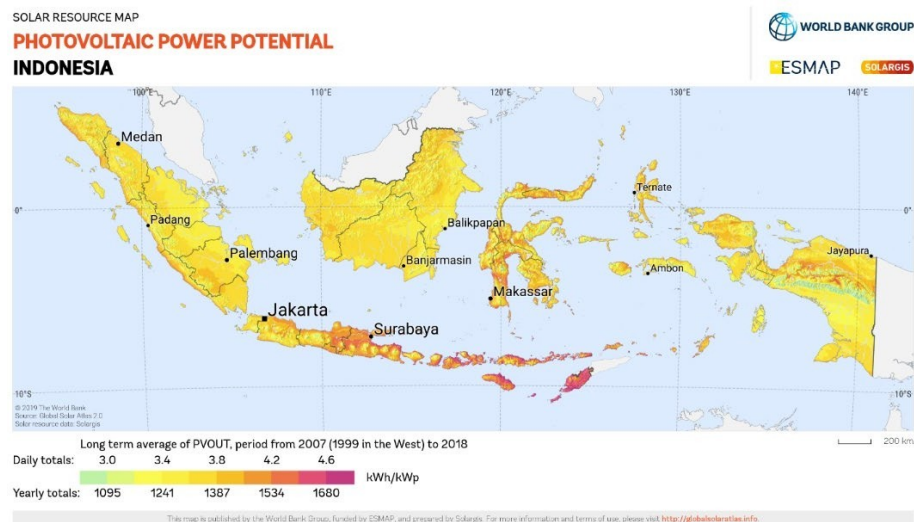 SOLAR RESOURCE MAP
PHOTOVOLTAIC POWER POTENTIAL
INDONESIA
WORLD BANK GROUP
ESMAP
SOLARGIS
100°E
110°E
120°E
130°E
140°E
Medan
Ternate
0°
0°
Padang
Balikpapan
Palembang
Banjarmasin
Jayapura
Ambon
Makassar
Jakarta
Surabaya
10°S
10°S
© 2019 The World Bank
Source: Global Solar Atlas 2.0
Solar resource data: Solargis
200 km
Long term average of PVOUT, period from 2007 (1999 in the West) to 2018
Daily totals: 3.0 3.4 3.8 4.2 4.6
kWh/kWp
Yearly totals: 1095 1241 1387 1534 1680
This map is published by the World Bank Group, funded by ESMAP, and prepared by Solargis. For more information and terms of use, please visit http://globalsolaratlas.info.